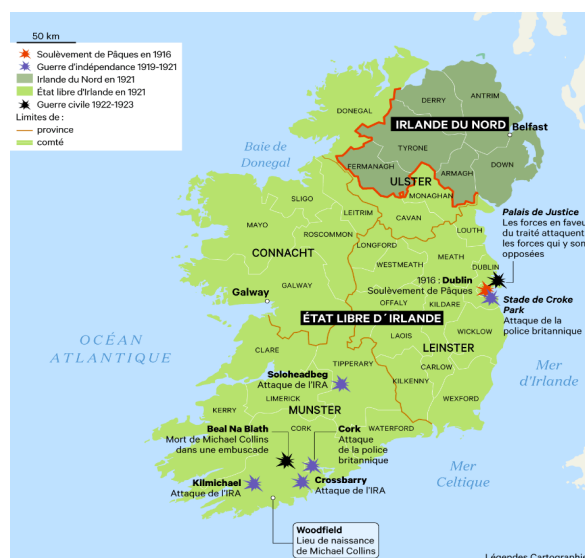 50 km
Soulèvement de Pâques en 1916
Guerre d'indépendance 1919-1921
Irlande du Nord en 1921
État libre d'Irlande en 1921
Guerre civile 1922-1923
Limites de :
province
comté
DONEGAL
DERRY
ANTRIM
IRLANDE DU NORD
Belfast
TYRONE
Baie de
Donegal
FERMANAGH
ULSTER
ARMAGH
DOWN
MONAGHAN
SLIGO
LEITRIM
CAVAN
Palais de Justice
Les forces en faveur
du traité attaquent
les forces qui y sont
opposées
MAYO
ROSCOMMON
LOUTH
LONGFORD
CONNACHT
MEATH
WESTMEATH
DUBLIN
1916 : Dublin
Soulèvement de Pâques
GALWAY
Galway
OFFALY
KILDARE
Stade de Croke
Park
Attaque de la
police britannique
ÉTAT LIBRE D´IRLANDE
WICKLOW
LAOIS
OCÉAN
ATLANTIQUE
LEINSTER
CLARE
Mer
d'Irlande
TIPPERARY
CARLOW
Soloheadbeg
Attaque de l'IRA
KILKENNY
LIMERICK
WEXFORD
KERRY
MUNSTER
Beal Na Blath
Mort de Michael Collins
dans une embuscade
CORK
Cork
Attaque
de la police
britannique
WATERFORD
Mer
Celtique
Kilmichael
Attaque de l'IRA
Crossbarry
Attaque de l'IRA
Woodfield
Lieu de naissance
de Michael Collins
Légendes Cartographie